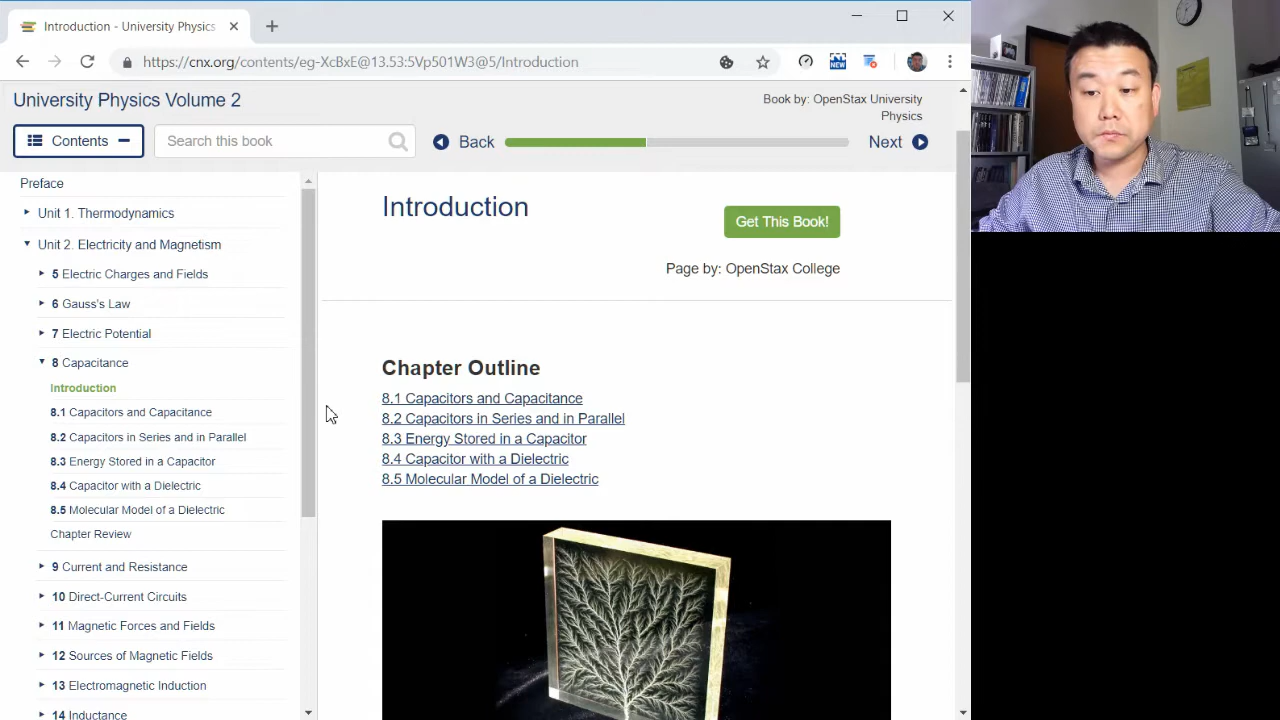 Introduction - University Physics
https://cnx.org/contents/eg-XcBxE@13.53:5Vp501W3@5/Introduction
NEW
University Physics Volume 2
Book by: OpenStax University
Physics
Contents
Search this book
Back
Next
Preface
Unit 1. Thermodynamics
Unit 2. Electricity and Magnetism
5 Electric Charges and Fields
6 Gauss's Law
7 Electric Potential
8 Capacitance
Introduction
8.1 Capacitors and Capacitance
8.2 Capacitors in Series and in Parallel
8.3 Energy Stored in a Capacitor
8.4 Capacitor with a Dielectric
8.5 Molecular Model of a Dielectric
Chapter Review
9 Current and Resistance
10 Direct-Current Circuits
11 Magnetic Forces and Fields
12 Sources of Magnetic Fields
13 Electromagnetic Induction
14 Inductance
Introduction
Get This Book!
Page by: OpenStax College
Chapter Outline
8.1 Capacitors and Capacitance
8.2 Capacitors in Series and in Parallel
8.3 Energy Stored in a Capacitor
8.4 Capacitor with a Dielectric
8.5 Molecular Model of a Dielectric